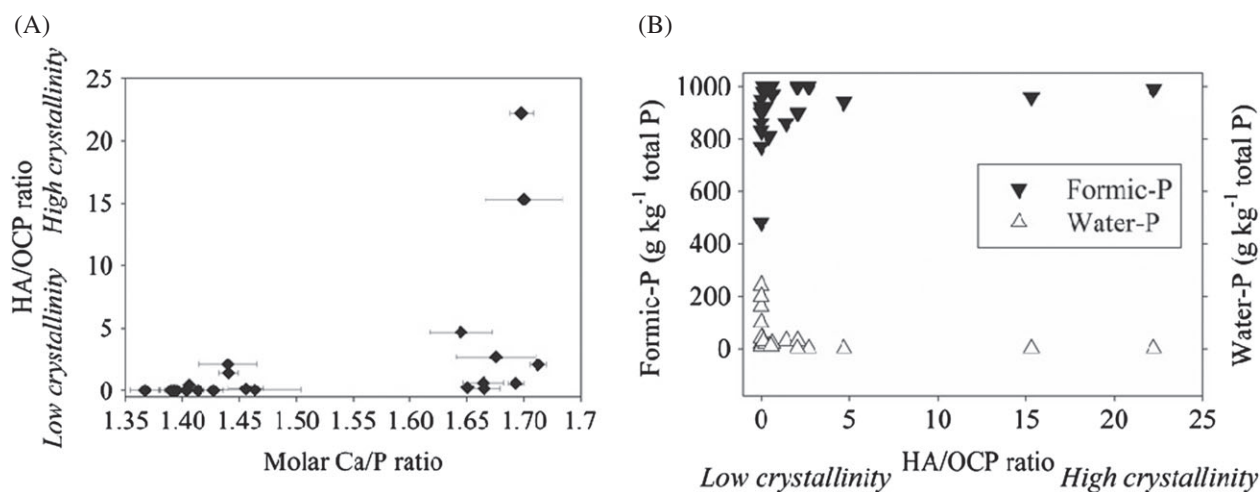 (A)
HA/OCP ratio
Low crystallinity High crystallinity
25
20
15
10
5
0
1.35 1.40 1.45 1.50 1.55 1.60 1.65 1.70 1.7
Molar Ca/P ratio
(B)
Formic-P (g kg⁻¹ total P)
1000
800
600
400
200
0
Formic-P
Water-P
Water-P (g kg⁻¹ total P)
0 5 10 15 20 25
Low crystallinity HA/OCP ratio High crystallinity